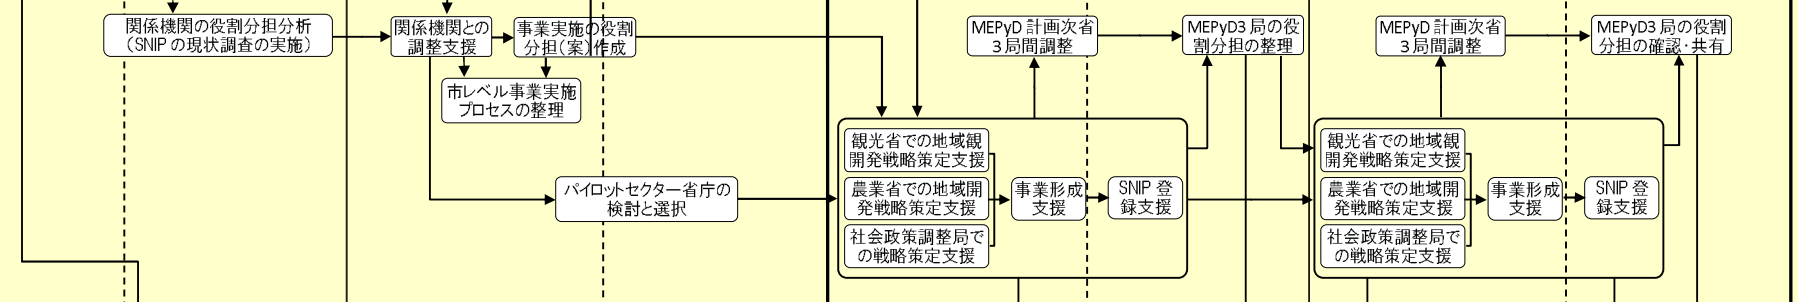 関係機関の役割分担分析
（SNIPの現状調査の実施）
関係機関との
調整支援
事業実施の役割
分担（案）作成
市レベル事業実施
プロセスの整理
パイロットセクター省庁の
検討と選択
MEPyD 計画次省
3局間調整
MEPyD3 局の役
割分担の整理
観光省での地域観
開発戦略策定支援
農業省での地域開
発戦略策定支援
社会政策調整局で
の戦略策定支援
事業形成
支援
SNIP 登
録支援
MEPyD 計画次省
3局間調整
MEPyD3 局の役割
分担の確認・共有
観光省での地域観
開発戦略策定支援
農業省での地域開
発戦略策定支援
社会政策調整局で
の戦略策定支援
事業形成
支援
SNIP 登
録支援